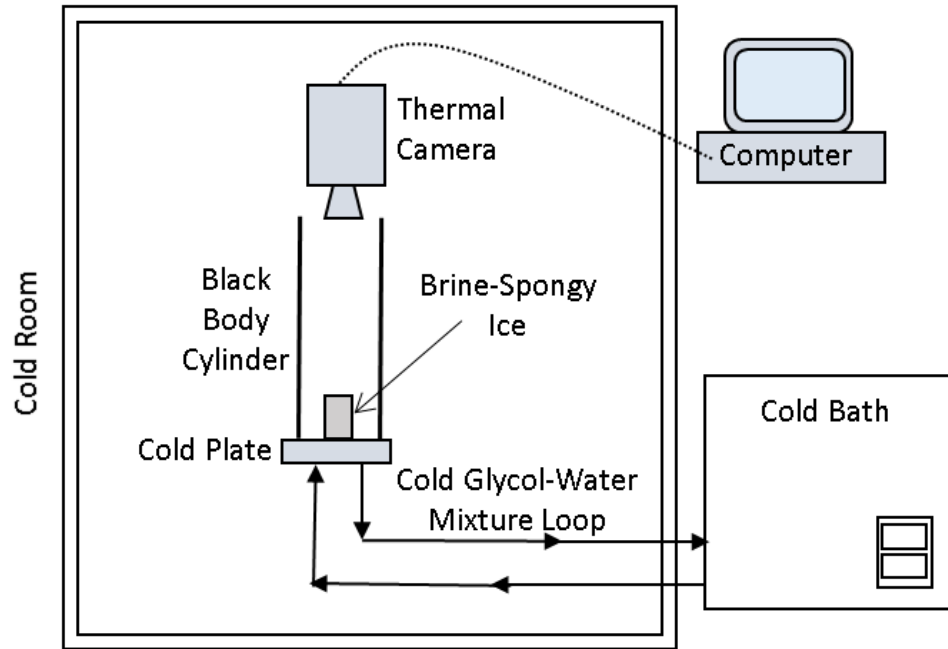 Thermal
Camera
Computer
Black
Body
Cylinder
Brine-Spongy
Ice
Cold Room
Cold Plate
Cold Bath
Cold Glycol-Water
Mixture Loop